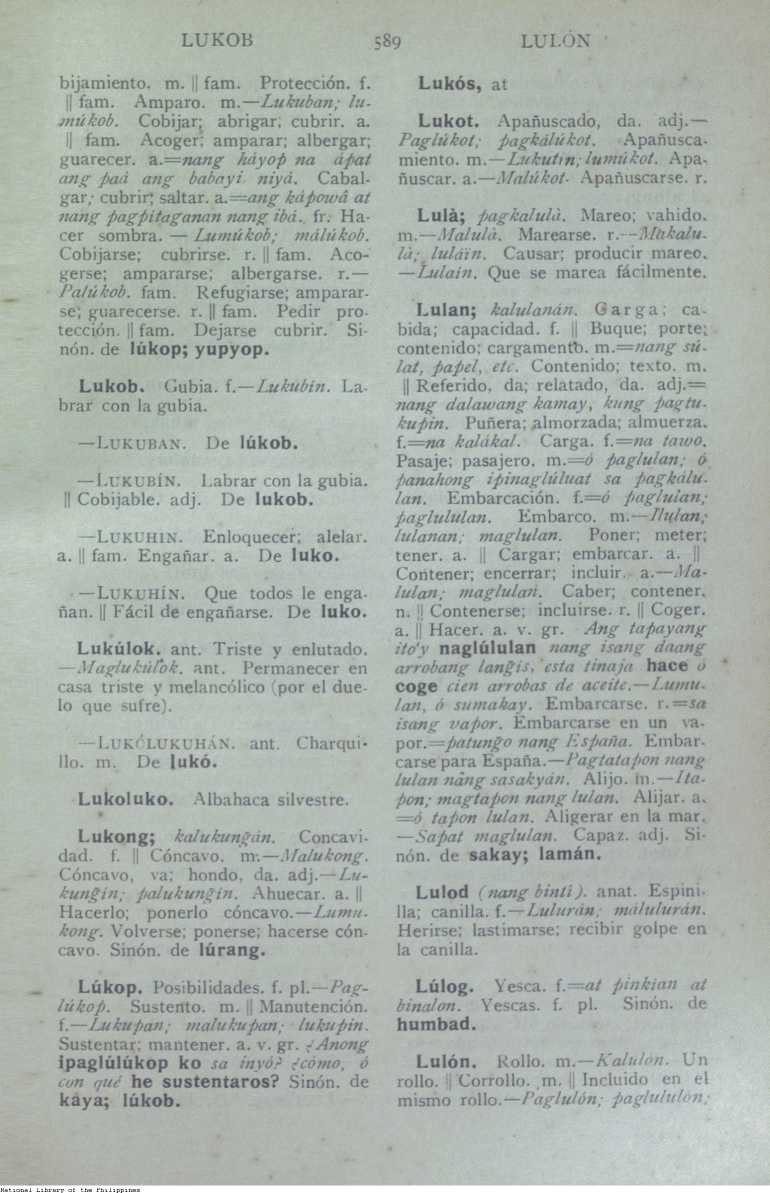 LUKOB 589 LULÓN
bijamiento. m. || fam. Protección. f.
|| fam. Amparo. m.—Lukuban; lu-
múkob. Cobijar; abrigar; cubrir. a.
|| fam. Acoger; amparar; albergar;
guarecer. a.=nang háyop na ápat
ang paá ang babayi niyá. Cabal-
gar; cubrir; saltar. a.=ang kápowâ at
nang pagpitaganan nang ibá. fr. Ha-
cer sombra. — Lumúkob; málúkob.
Cobijarse; cubrirse. r. || fam. Aco-
gerse; ampararse; albergarse. r.—
Palúkob. fam. Refugiarse; amparar-
se; guarecerse. r. || fam. Pedir pro-
tección. || fam. Dejarse cubrir. Si-
nón. de lúkop; yupyop.
Lukob. Gubia. f.—Lukubin. La-
brar con la gubia.
—LUKUBAN. De lúkob.
—LUKUBÍN. Labrar con la gubia.
|| Cobijable. adj. De lukob.
—LUKUHIN. Enloquecer; alelar.
a. || fam. Engañar. a. De luko.
—LUKUHÍN. Que todos le enga-
ñan. || Fácil de engañarse. De luko.
Lukúlok. ant. Triste y enlutado.
—Maglukúlok. ant. Permanecer en
casa triste y melancólico (por el due-
lo que sufre).
—LUKÓLUKUHÁN. ant. Charqui-
llo. m. De lukó.
Lukoluko. Albahaca silvestre.
Lukong; kalukun͠gán. Concavi-
dad. f. || Cóncavo. m.—Malukong.
Cóncavo, va; hondo, da. adj.—Lu-
kun͠gin; palukun͠gin. Ahuecar. a. ||
Hacerlo; ponerlo cóncavo.—Lumu-
kong. Volverse; ponerse; hacerse cón-
cavo. Sinón. de lúrang.
Lúkop. Posibilidades. f. pl.—Pag-
lúkop. Sustento. m. || Manutención.
f.—Lukupan; malukupan; lukupin.
Sustentar; mantener. a. v. gr. ¿Anong
ipaglúlúkop ko sa inyó? ¿cómo, ó
con qué he sustentaros? Sinón. de
kaya; lúkob.
Lukós, at
Lukot. Apañuscado, da. adj.—
Paglúkot; pagkálúkot. Apañusca-
miento. m.—Lukutin; lumúkot. Apa-
ñuscar. a.—Malúkot. Apañuscarse. r.
Lulà; pagkalulà. Mareo; vahido.
m.—Malulà. Marearse. r.—Makalu-
là; luláin. Causar; producir mareo.
—Lulain. Que se marea fácilmente.
Lulan; kalulanán. Carga; ca-
bida; capacidad. f. || Buque; porte;
contenido; cargamento. m.=nang sú-
lat, papel, etc. Contenido; texto. m.
|| Referido, da; relatado, da. adj.=
nang dalawang kamay, kung pagtu-
kupin. Puñera; almorzada; almuerza.
f.=na kalákal. Carga. f.=na tawo.
Pasaje; pasajero. m.=ó paglulan; ó
panahong ipinaglúluat sa pagkálu-
lan. Embarcación. f.=ó paglulan;
paglululan. Embarco. m.—Ilulan;
lulanan; maglulan. Poner; meter;
tener. a. || Cargar; embarcar. a. ||
Contener; encerrar; incluir. a.—Ma-
lulan; maglulan. Caber; contener.
n. || Contenerse; incluirse. r. || Coger.
a. || Hacer. a. v. gr. Ang tapayang
ito'y naglúlulan nang isang daang
arrobang lan͠gis, esta tinaja hace ó
coge cien arrobas de aceite.—Lumu-
lan, ó sumakay. Embarcarse. r.=sa
isang vapor. Embarcarse en un va-
por.=patun͠go nang España. Embar-
carse para España.—Pagtatapon nang
lulan nang sasakyán. Alijo. m.—Ita-
pon; magtapon nang lulan. Alijar. a.
=ó tapon lulan. Aligerar en la mar.
—Sapat maglulan. Capaz. adj. Si-
nón. de sakay; lamán.
Lulod (nang bintî). anat. Espini-
lla; canilla. f.—Lulurán; málulurán.
Herirse; lastimarse; recibir golpe en
la canilla.
Lúlog. Yesca. f.=at pinkian at
binalon. Yescas. f. pl. Sinón. de
humbad.
Lulón. Rollo. m.—Kalulón. Un
rollo. || Corrollo. m. || Incluido en el
mismo rollo.—Paglulón; paglululón;
National Library of the Philippines